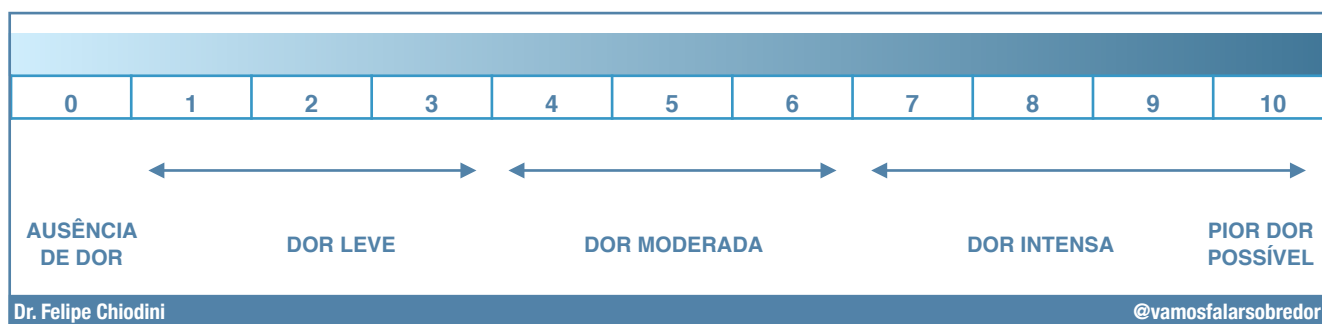 0 1 2 3 4 5 6 7 8 9 10
AUSÊNCIA
DE DOR
DOR LEVE
DOR MODERADA
DOR INTENSA
PIOR DOR
POSSÍVEL
Dr. Felipe Chiodini
@vamosfalarsobredor